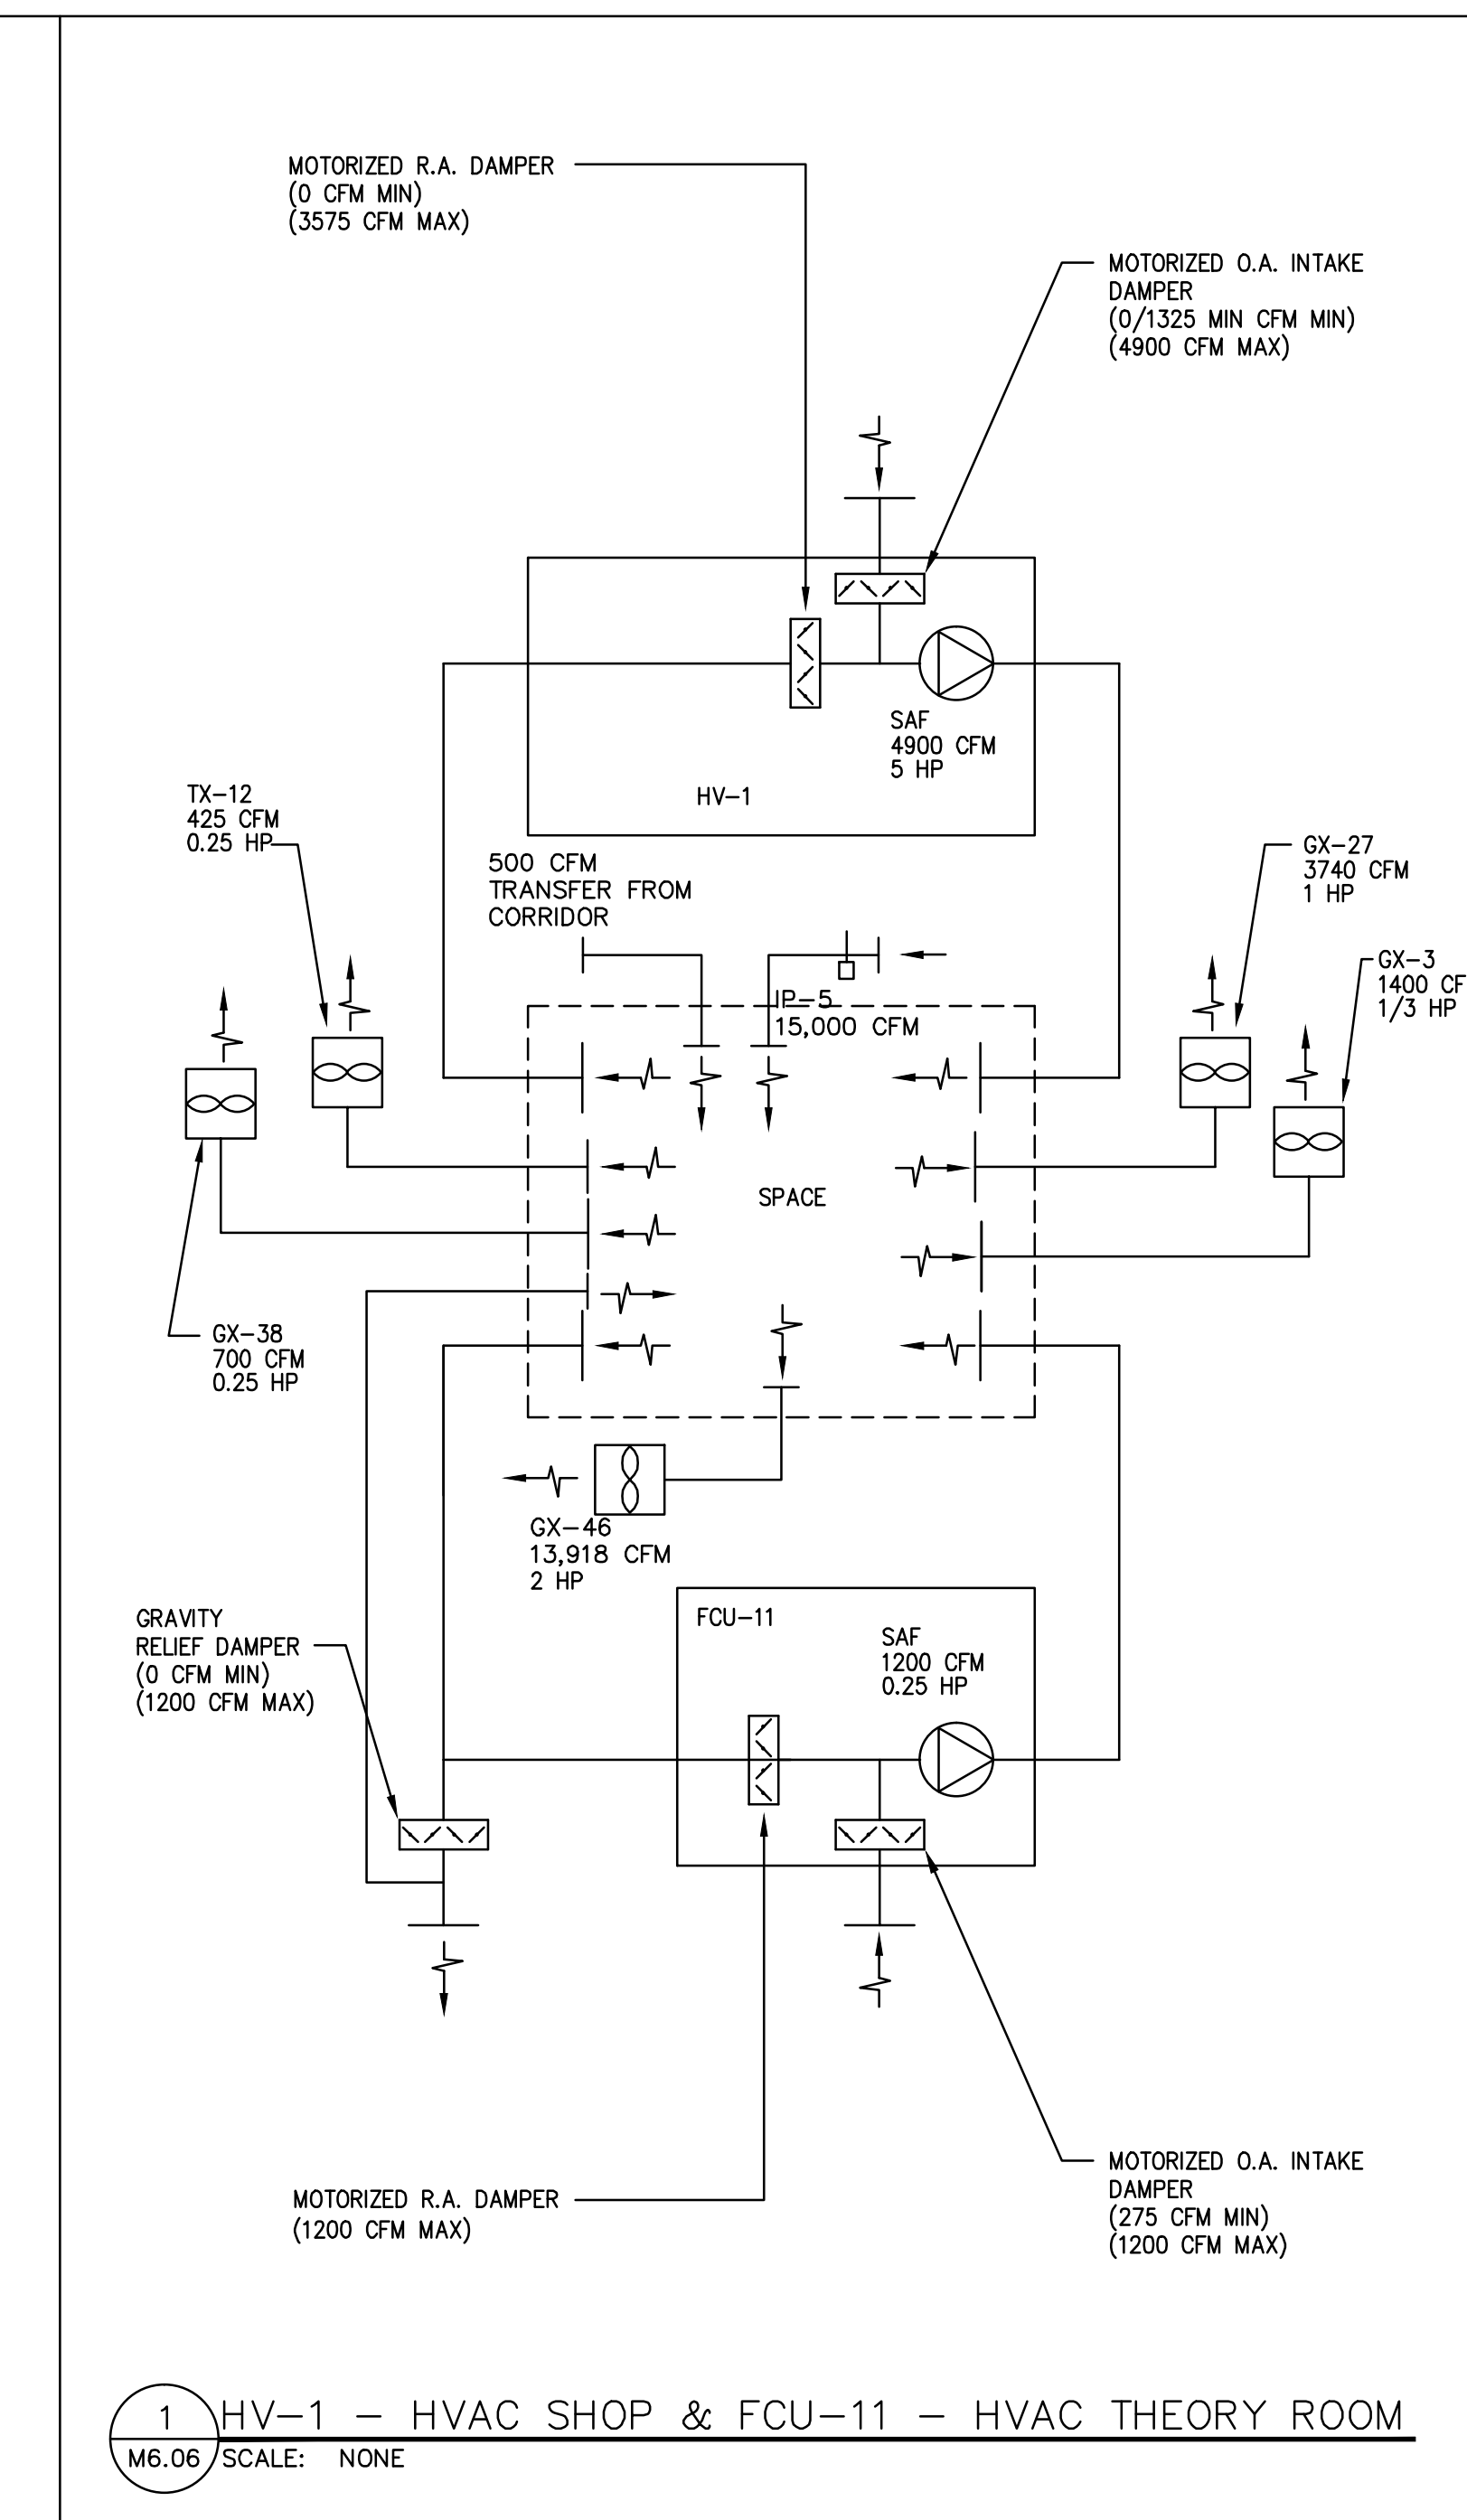 MOTORIZED R.A. DAMPER
(0 CFM MIN)
(3575 CFM MAX)
MOTORIZED O.A. INTAKE
DAMPER
(0/1325 MIN CFM MIN)
(4900 CFM MAX)
SAF
4900 CFM
5 HP
HV-1
TX-12
425 CFM
0.25 HP
500 CFM
TRANSFER FROM
CORRIDOR
GX-27
3740 CFM
1 HP
GX-3
1400 CF
1/3 HP
IP-5
15,000 CFM
SPACE
GX-38
700 CFM
0.25 HP
GX-46
13,918 CFM
2 HP
GRAVITY
RELIEF DAMPER
(0 CFM MIN)
(1200 CFM MAX)
FCU-11
SAF
1200 CFM
0.25 HP
MOTORIZED R.A. DAMPER
(1200 CFM MAX)
MOTORIZED O.A. INTAKE
DAMPER
(275 CFM MIN)
(1200 CFM MAX)
1 HV-1 - HVAC SHOP & FCU-11 - HVAC THEORY ROOM
M6.06 SCALE: NONE